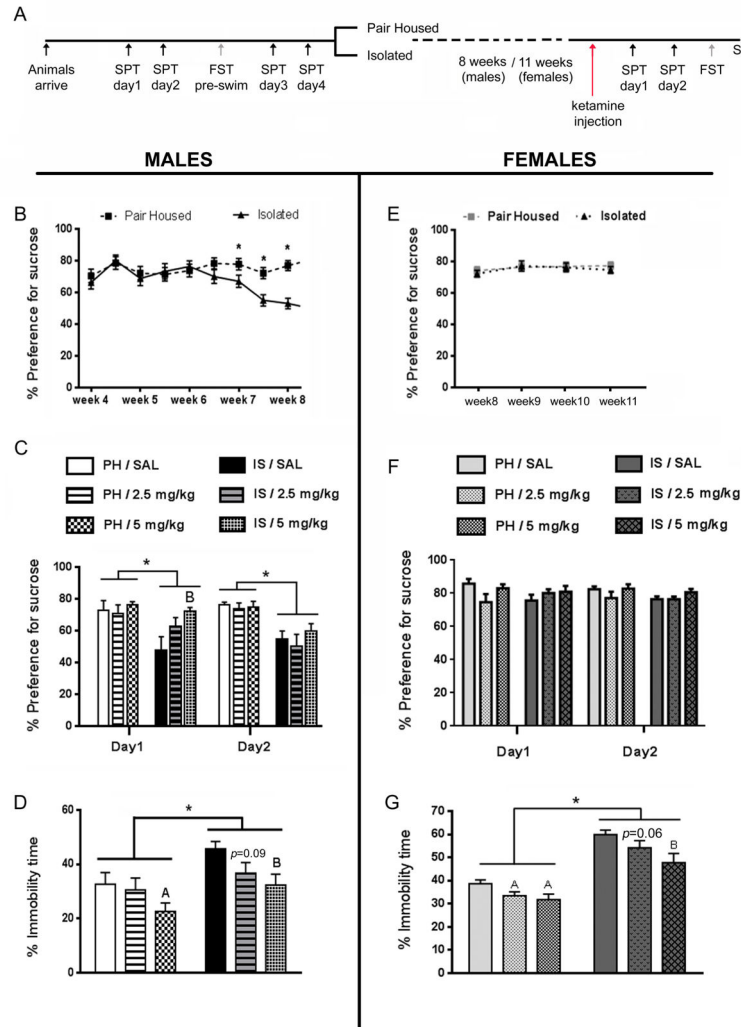 A
Pair Housed
Isolated
8 weeks / 11 weeks
(males) (females)
Animals arrive
SPT day1
SPT day2
FST pre-swim
SPT day3
SPT day4
ketamine injection
SPT day1
SPT day2
FST
S
MALES
FEMALES
B
Pair Housed
Isolated
% Preference for sucrose
100
80
60
40
20
0
* * *
week 4 week 5 week 6 week 7 week 8
E
Pair Housed
Isolated
% Preference for sucrose
100
80
60
40
20
0
week8 week9 week10 week11
C
PH / SAL
IS / SAL
PH / 2.5 mg/kg
IS / 2.5 mg/kg
PH / 5 mg/kg
IS / 5 mg/kg
% Preference for sucrose
100
80
60
40
20
0
*
B
*
Day1 Day2
F
PH / SAL
IS / SAL
PH / 2.5 mg/kg
IS / 2.5 mg/kg
PH / 5 mg/kg
IS / 5 mg/kg
% Preference for sucrose
100
80
60
40
20
0
Day1 Day2
D
% Immobility time
80
60
40
20
0
*
A
p=0.09
B
G
% Immobility time
70
60
50
40
30
20
10
0
*
A A
p=0.06
B